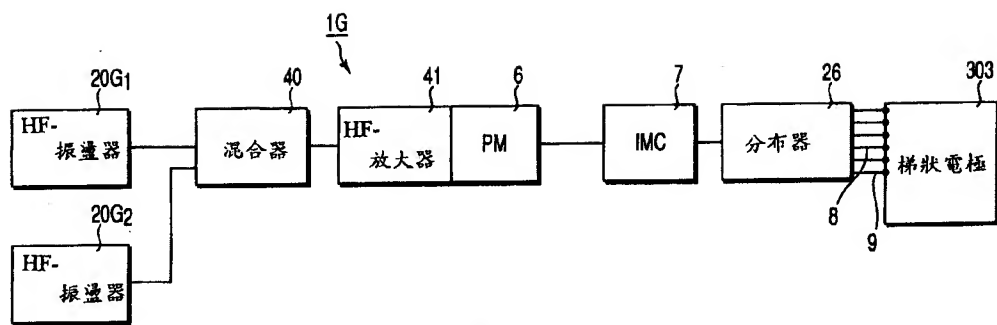 1G
20G1
40
41
6
7
26
303
HF-
振盪器
混合器
HF-
放大器
PM
IMC
分布器
梯狀電極
8
9
20G2
HF-
振盪器